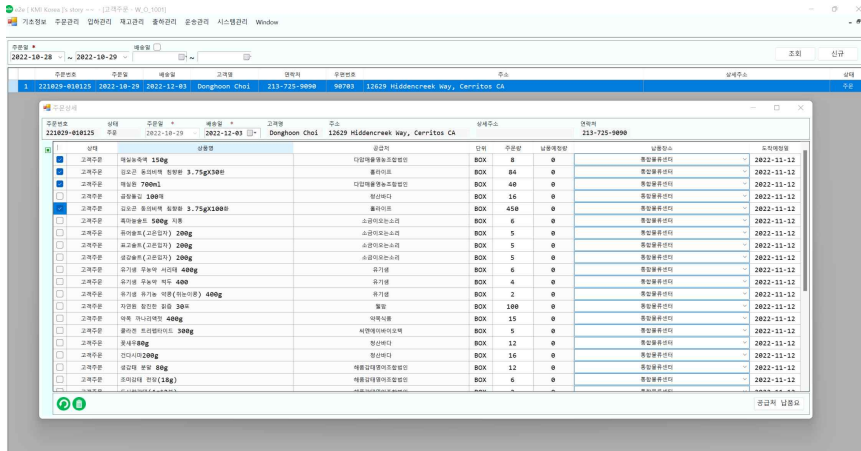 e2e [ KMI Korea ]'s story ~~ - [고객주문 - W_O_1001]
기초정보 주문관리 입하관리 재고관리 출하관리 운송관리 시스템관리 Window
주문일 * 배송일
2022-10-28 ~ 2022-10-29 ~ 조회 신규
주문번호 주문일 배송일 고객명 연락처 우편번호 주소 상세주소 상태
1 221029-010125 2022-10-29 2022-12-03 Donghoon Choi 213-725-9090 90703 12629 Hiddencreek Way, Cerritos CA 주문
주문상세
주문번호 상태 주문일 * 배송일 * 고객명 주소 상세주소 연락처
221029-010125 주문 2022-10-29 2022-12-03 Donghoon Choi 12629 Hiddencreek Way, Cerritos CA 213-725-9090
상태 상품명 공급처 단위 주문량 납품예정량 납품장소 도착예정일
고객주문 매실농축액 150g 다압매실영농조합법인 BOX 8 0 통합물류센터 2022-11-12
고객주문 김오곤 동의비책 침향환 3.75gX30환 홀라이프 BOX 84 0 통합물류센터 2022-11-12
고객주문 매실원 700ml 다압매실영농조합법인 BOX 40 0 통합물류센터 2022-11-12
고객주문 곱창돌김 100매 청산바다 BOX 16 0 통합물류센터 2022-11-12
고객주문 김오곤 동의비책 침향환 3.75gX100환 홀라이프 BOX 450 0 통합물류센터 2022-11-12
고객주문 흑마늘솔트 500g 지퉁 소금이오는소리 BOX 6 0 통합물류센터 2022-11-12
고객주문 퓨어솔트(고운입자) 200g 소금이오는소리 BOX 5 0 통합물류센터 2022-11-12
고객주문 표고솔트(고운입자) 200g 소금이오는소리 BOX 5 0 통합물류센터 2022-11-12
고객주문 생강솔트(고운입자) 200g 소금이오는소리 BOX 5 0 통합물류센터 2022-11-12
고객주문 유기샘 무농약 서리태 400g 유기샘 BOX 6 0 통합물류센터 2022-11-12
고객주문 유기샘 무농약 적두 400 유기샘 BOX 4 0 통합물류센터 2022-11-12
고객주문 유기샘 유기농 약콩(쥐눈이콩) 400g 유기샘 BOX 2 0 통합물류센터 2022-11-12
고객주문 자연원 30포 웰빙 BOX 100 0 통합물류센터 2022-11-12
고객주문 약목 까나리액젓 400g 약목식품 BOX 15 0 통합물류센터 2022-11-12
고객주문 콜라겐 트리펩타이드 300g 씨앤에이바이오텍 BOX 5 0 통합물류센터 2022-11-12
고객주문 꽃새우80g 청산바다 BOX 12 0 통합물류센터 2022-11-12
고객주문 건다시마200g 청산바다 BOX 16 0 통합물류센터 2022-11-12
고객주문 생강태 분말 80g 해품감태영어조합법인 BOX 12 0 통합물류센터 2022-11-12
고객주문 조미감태 전장(18g) 해품감태영어조합법인 BOX 6 0 통합물류센터 2022-11-12
공급처 납품요